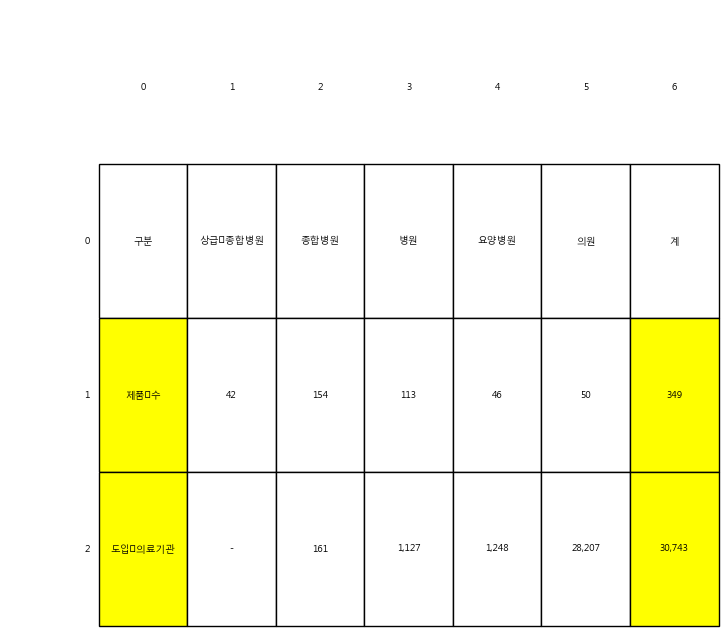 0 1 2 3 4 5 6
0 구분 상급 종합병원 종합병원 병원 요양병원 의원 계
1 제품 수 42 154 113 46 50 349
2 도입 의료기관 - 161 1,127 1,248 28,207 30,743